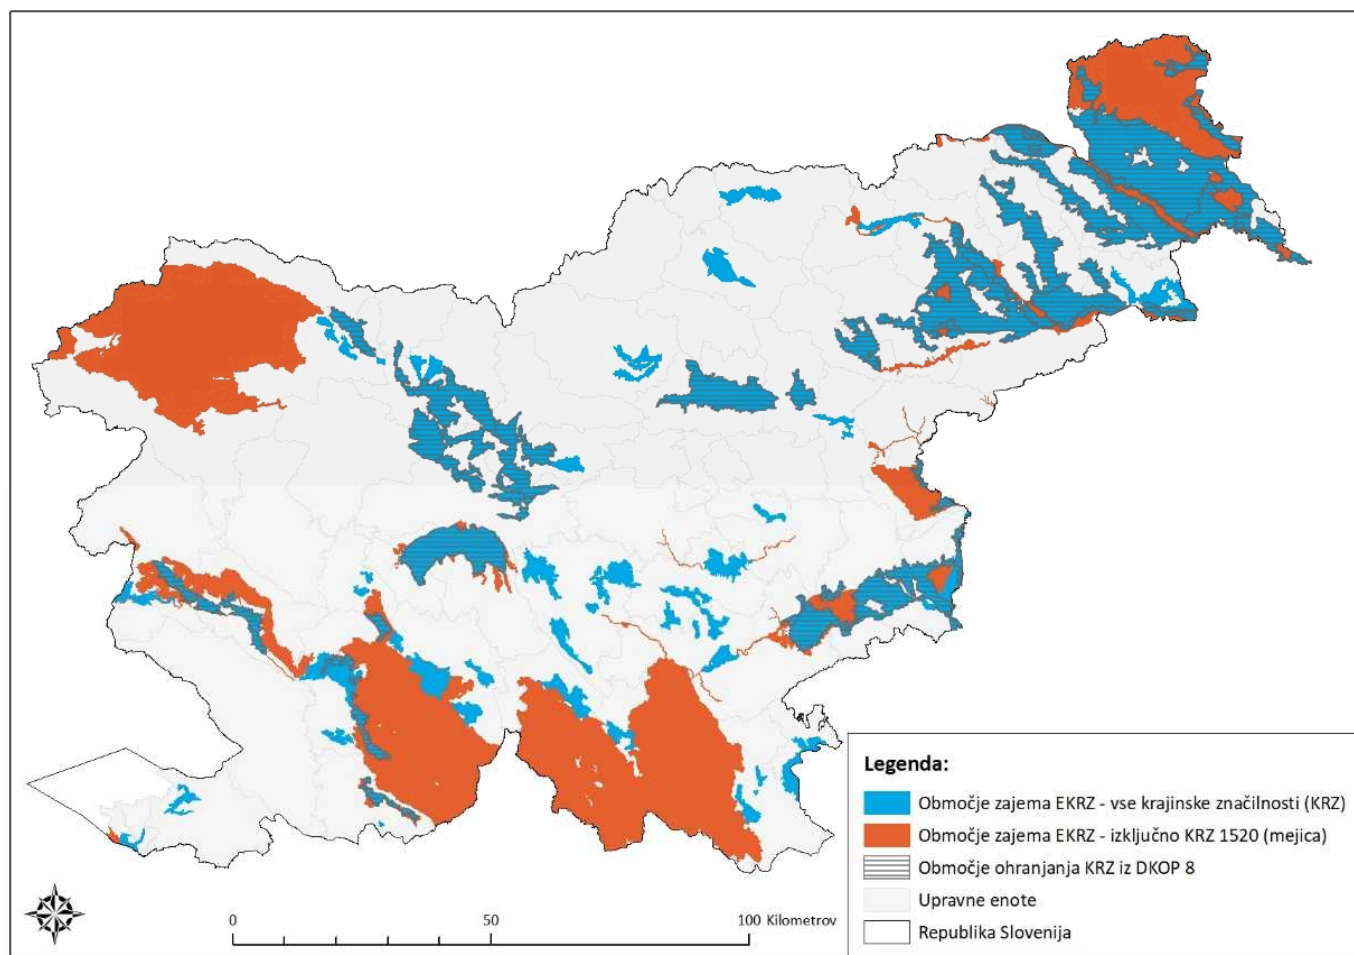 0 50 100 Kilometrov
Legenda:
Območje zajema EKRZ - vse krajinske značilnosti (KRZ)
Območje zajema EKRZ - izključno KRZ 1520 (mejica)
Območje ohranjanja KRZ iz DKOP 8
Upravne enote
Republika Slovenija